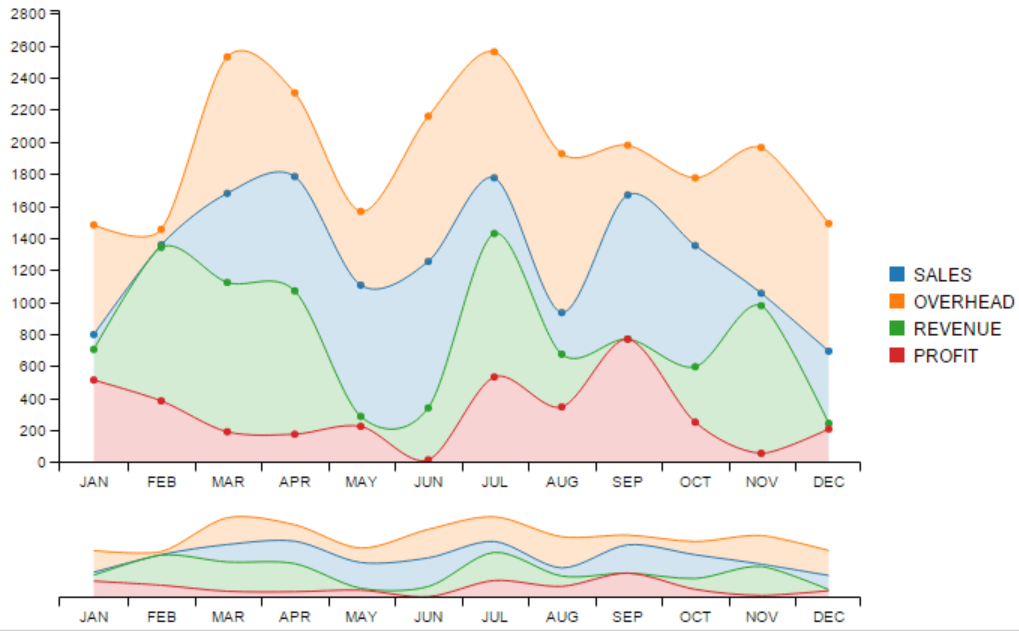 2800
2600
2400
2200
2000
1800
1600
1400
1200
1000
800
600
400
200
0
JAN FEB MAR APR MAY JUN JUL AUG SEP OCT NOV DEC
SALES
OVERHEAD
REVENUE
PROFIT
JAN FEB MAR APR MAY JUN JUL AUG SEP OCT NOV DEC